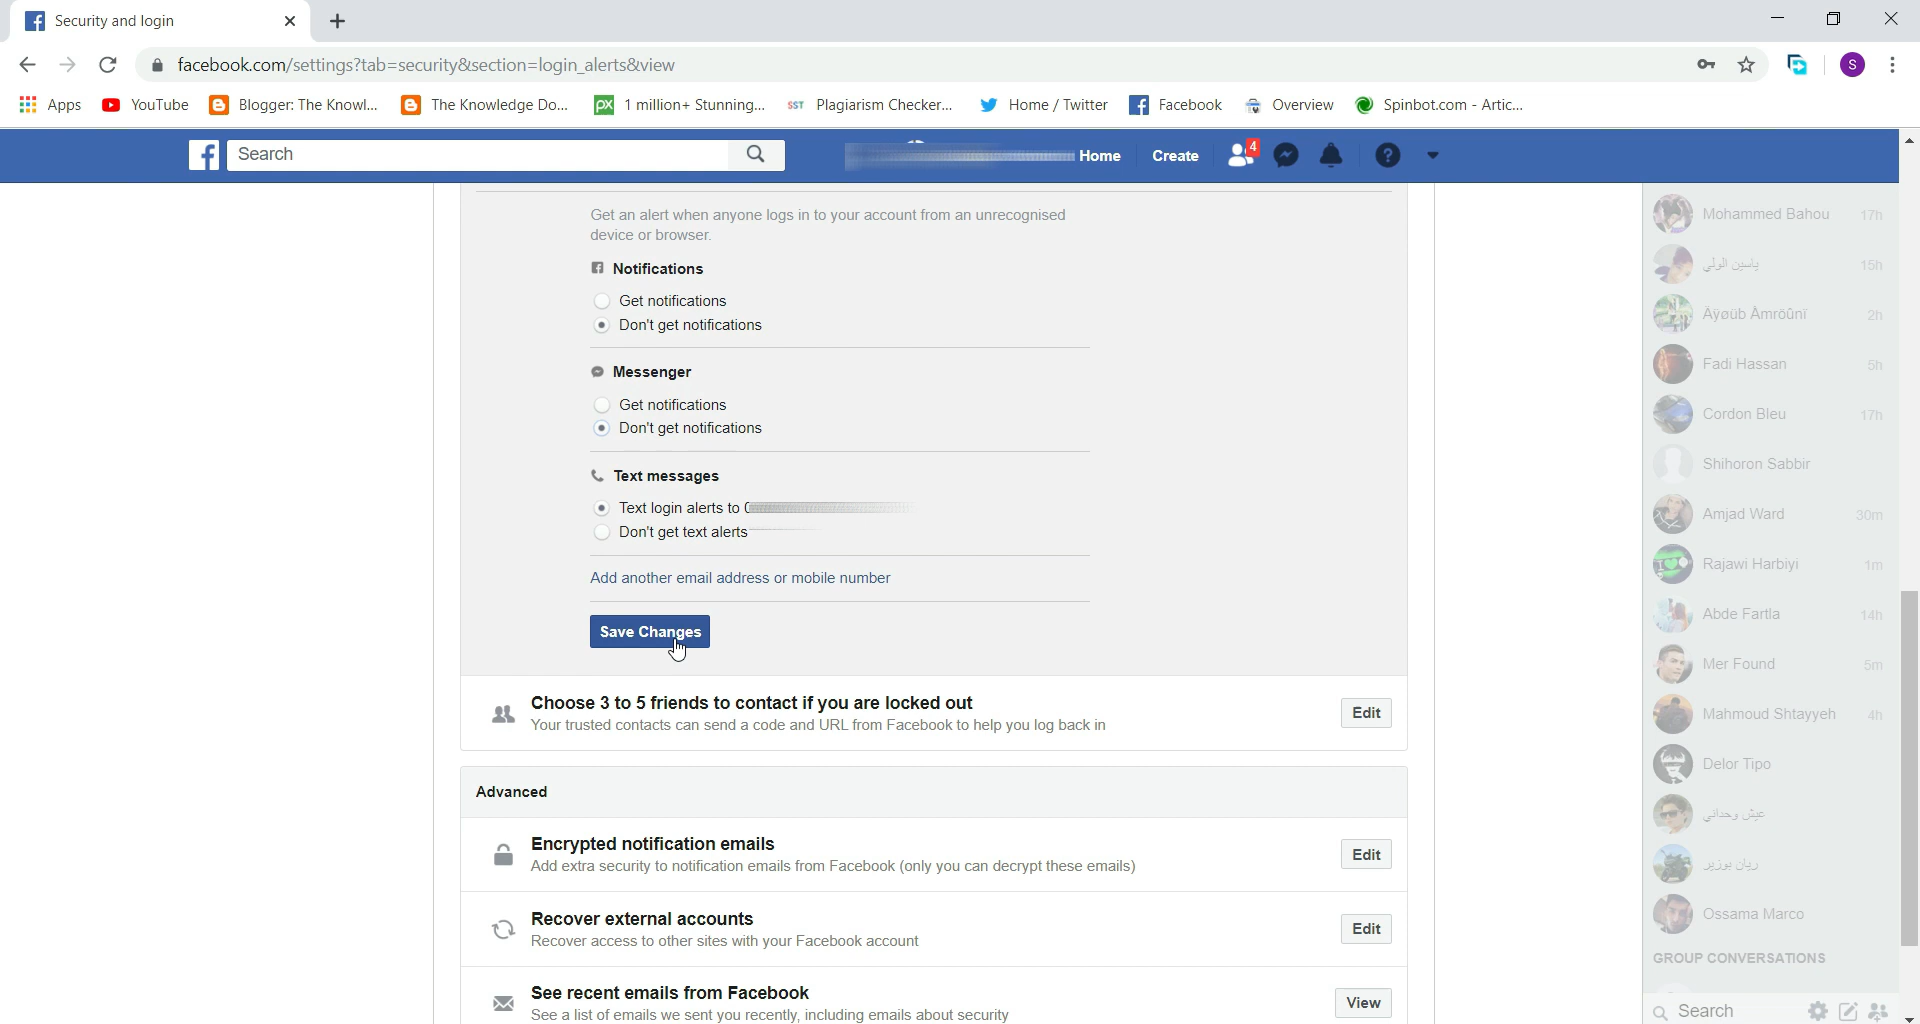 Security and login
facebook.com/settings?tab=security&section=login_alerts&view
S
Apps YouTube Blogger: The Knowl... The Knowledge Do... 1 million+ Stunning... Plagiarism Checker... Home / Twitter Facebook Overview Spinbot.com - Artic...
Search Home Create 4
Get an alert when anyone logs in to your account from an unrecognised
device or browser.
Notifications
Get notifications
Don't get notifications
Messenger
Get notifications
Don't get notifications
Text messages
Text login alerts to
Don't get text alerts
Add another email address or mobile number
Save Changes
Choose 3 to 5 friends to contact if you are locked out
Your trusted contacts can send a code and URL from Facebook to help you log back in
Edit
Advanced
Encrypted notification emails
Add extra security to notification emails from Facebook (only you can decrypt these emails)
Edit
Recover external accounts
Recover access to other sites with your Facebook account
Edit
See recent emails from Facebook
See a list of emails we sent you recently, including emails about security
View
Mohammed Bahou 17h
ياسين الولي 15h
Äyøüb Âmrôûnï 2h
Fadi Hassan 5h
Cordon Bleu 17h
Shihoron Sabbir
Amjad Ward 30m
Rajawi Harbiyi 1m
Abde Fartla 14h
Mer Found 5m
Mahmoud Shtayyeh 4h
Delor Tipo
عيش وحداني
ريان بوزير
Ossama Marco
GROUP CONVERSATIONS
Search